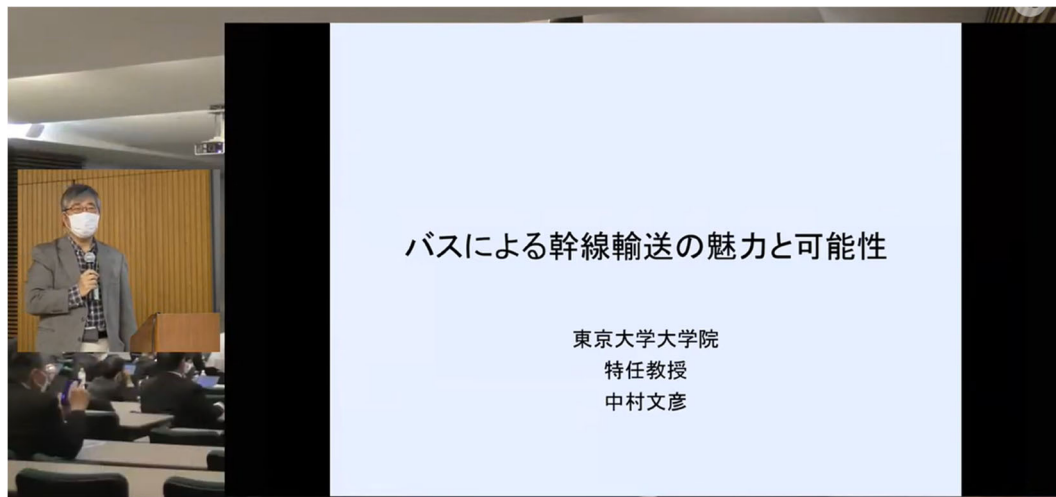 バスによる幹線輸送の魅力と可能性
東京大学大学院
特任教授
中村文彦